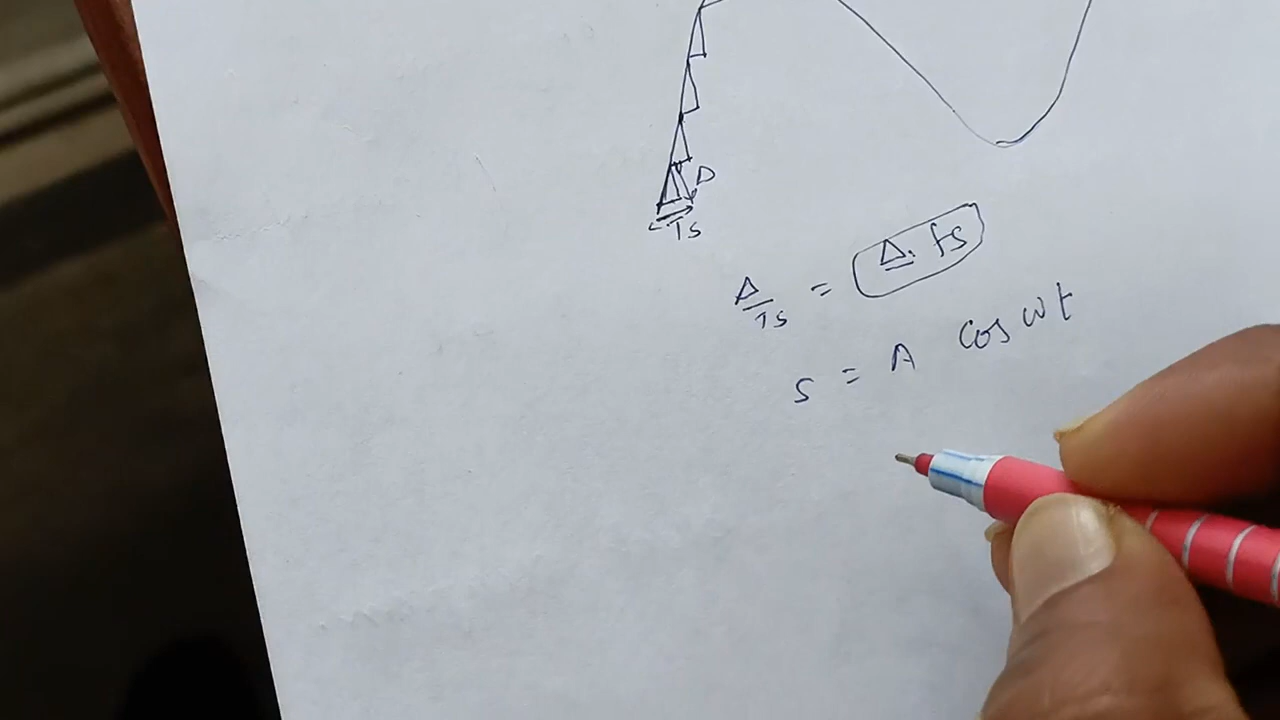 Δ
Ts
Δ/Ts = Δ. fs
s = A cos ωt